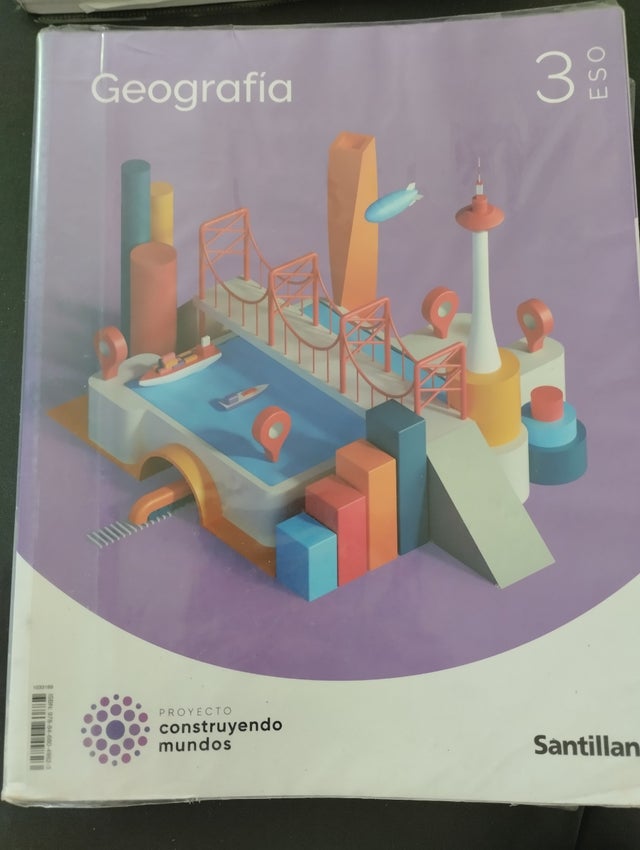 Geografía
3 ESO
PROYECTO
construyendo
mundos
Santillan